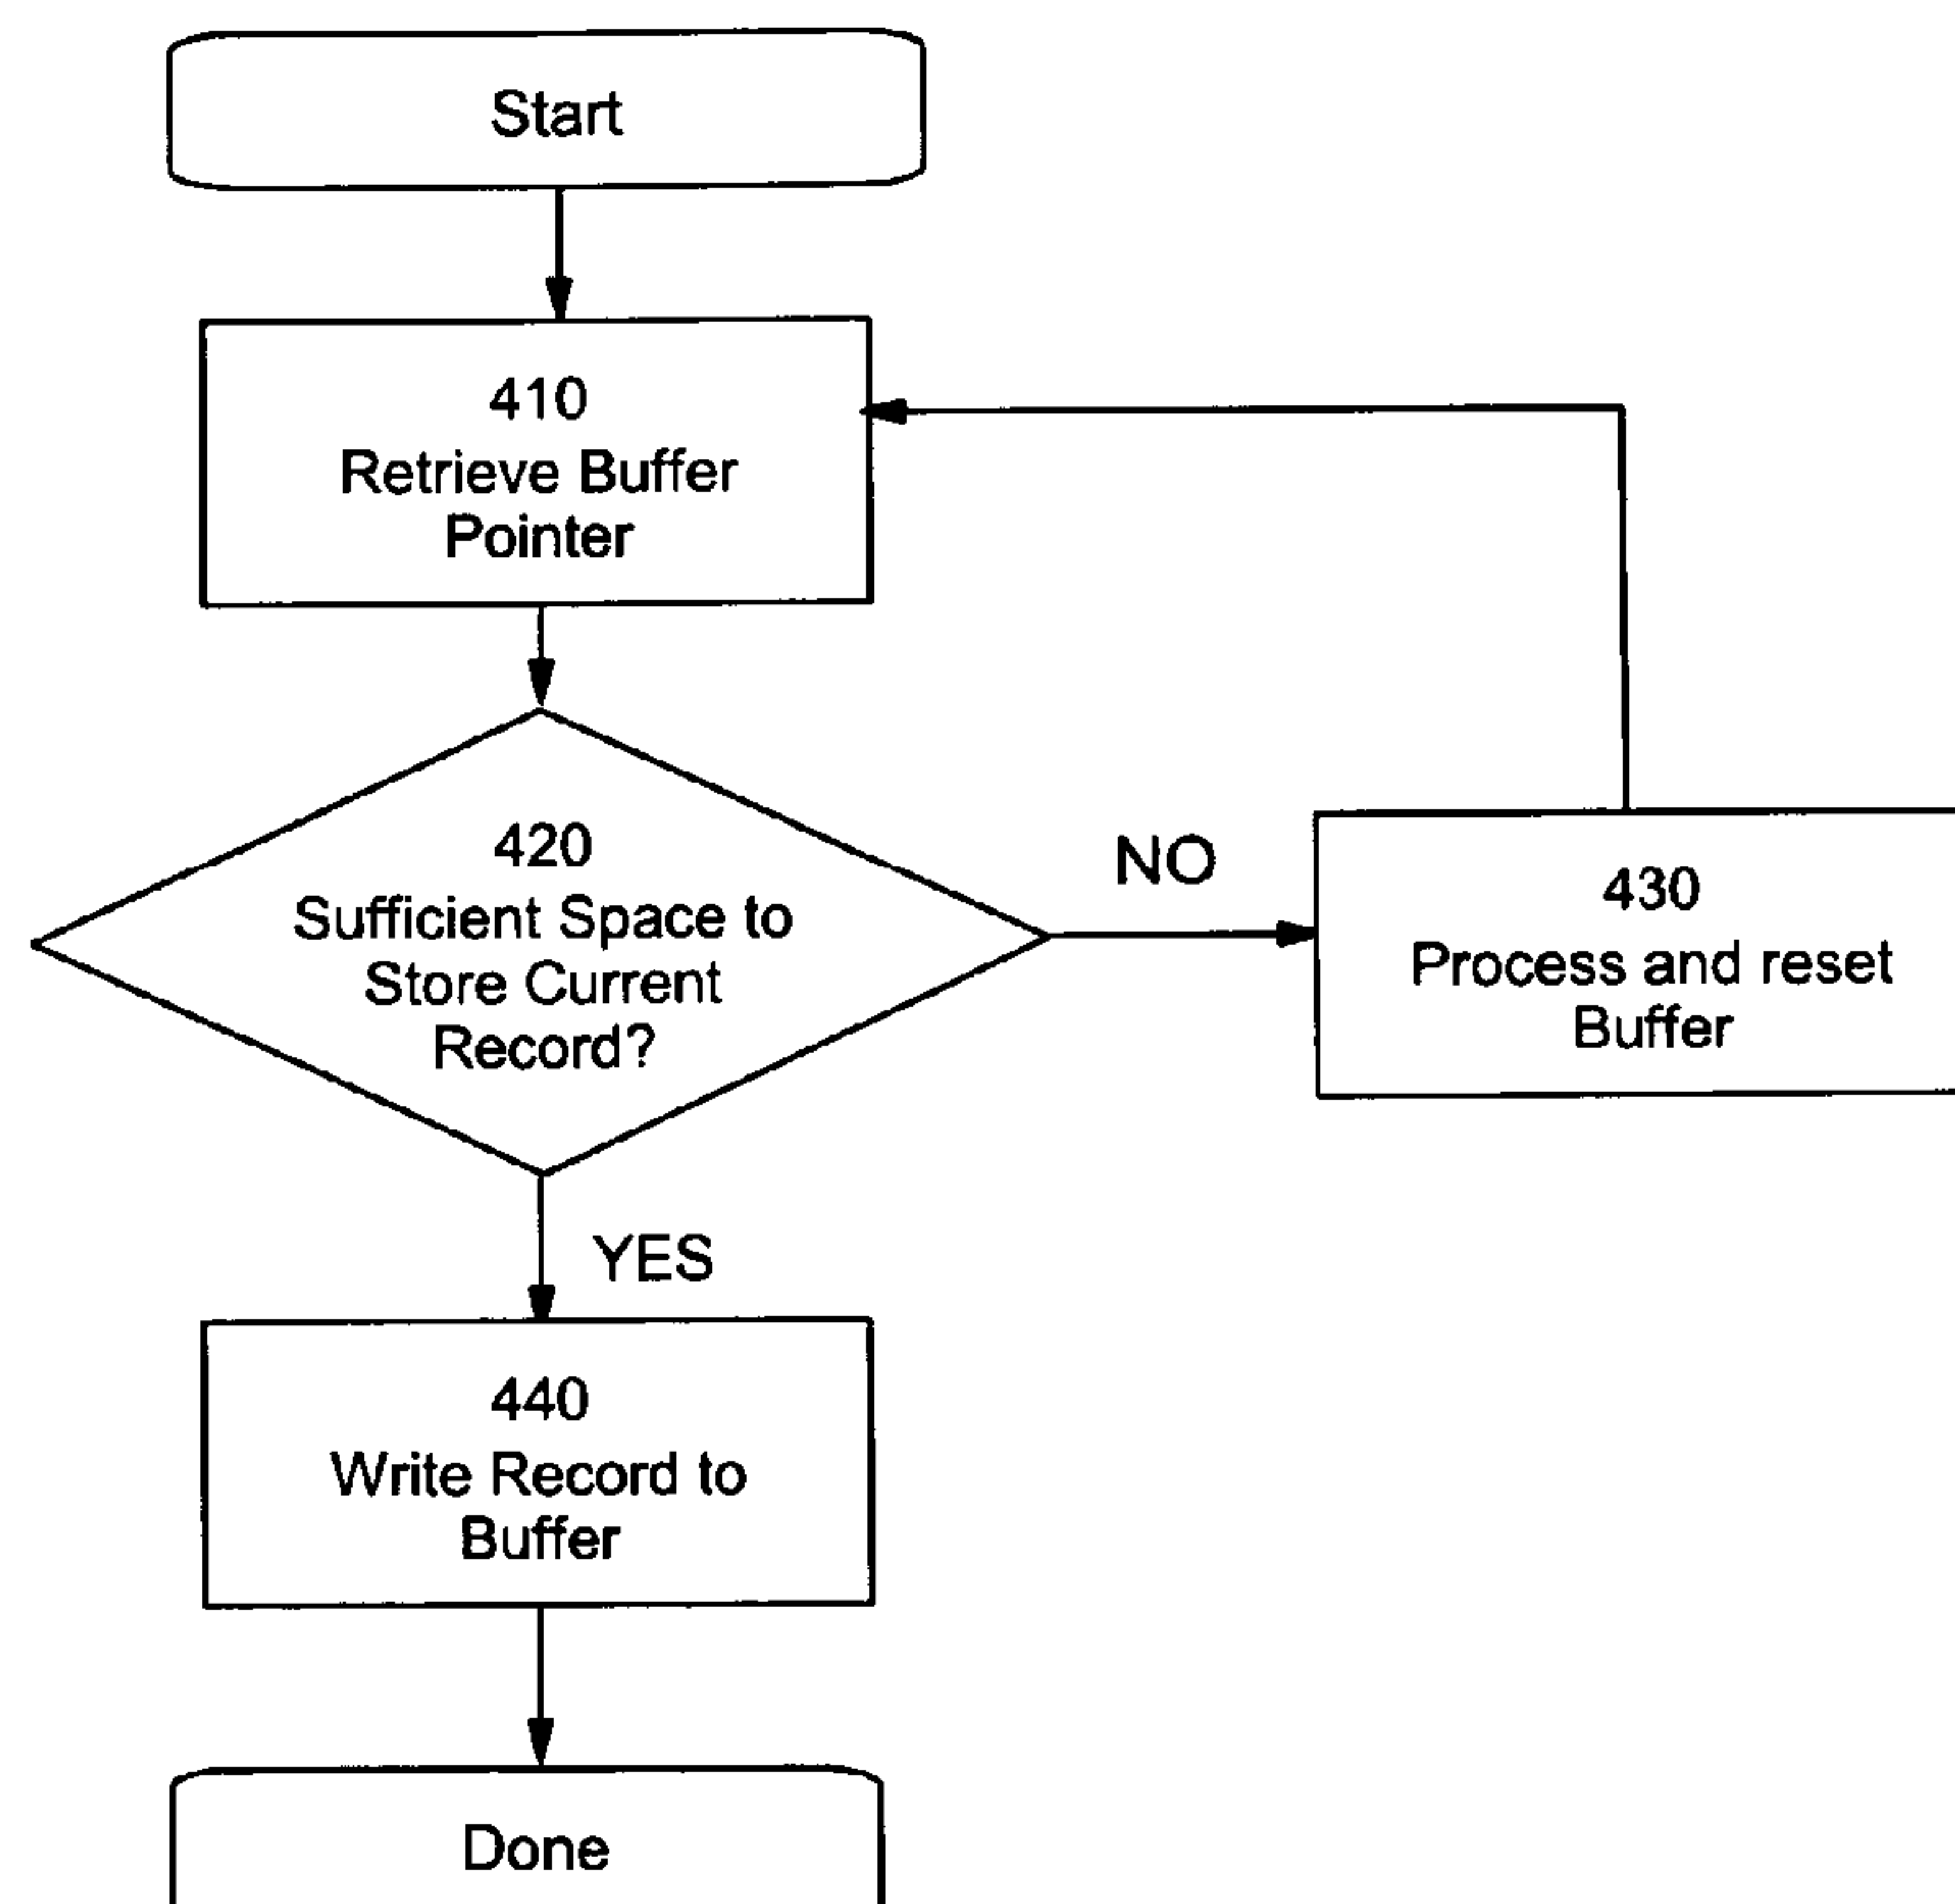 Start
410
Retrieve Buffer
Pointer
420
Sufficient Space to
Store Current
Record?
NO
430
Process and reset
Buffer
YES
440
Write Record to
Buffer
Done